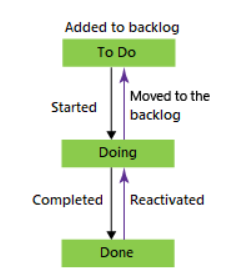 Added to backlog
To Do
Started
Moved to the
backlog
Doing
Completed
Reactivated
Done